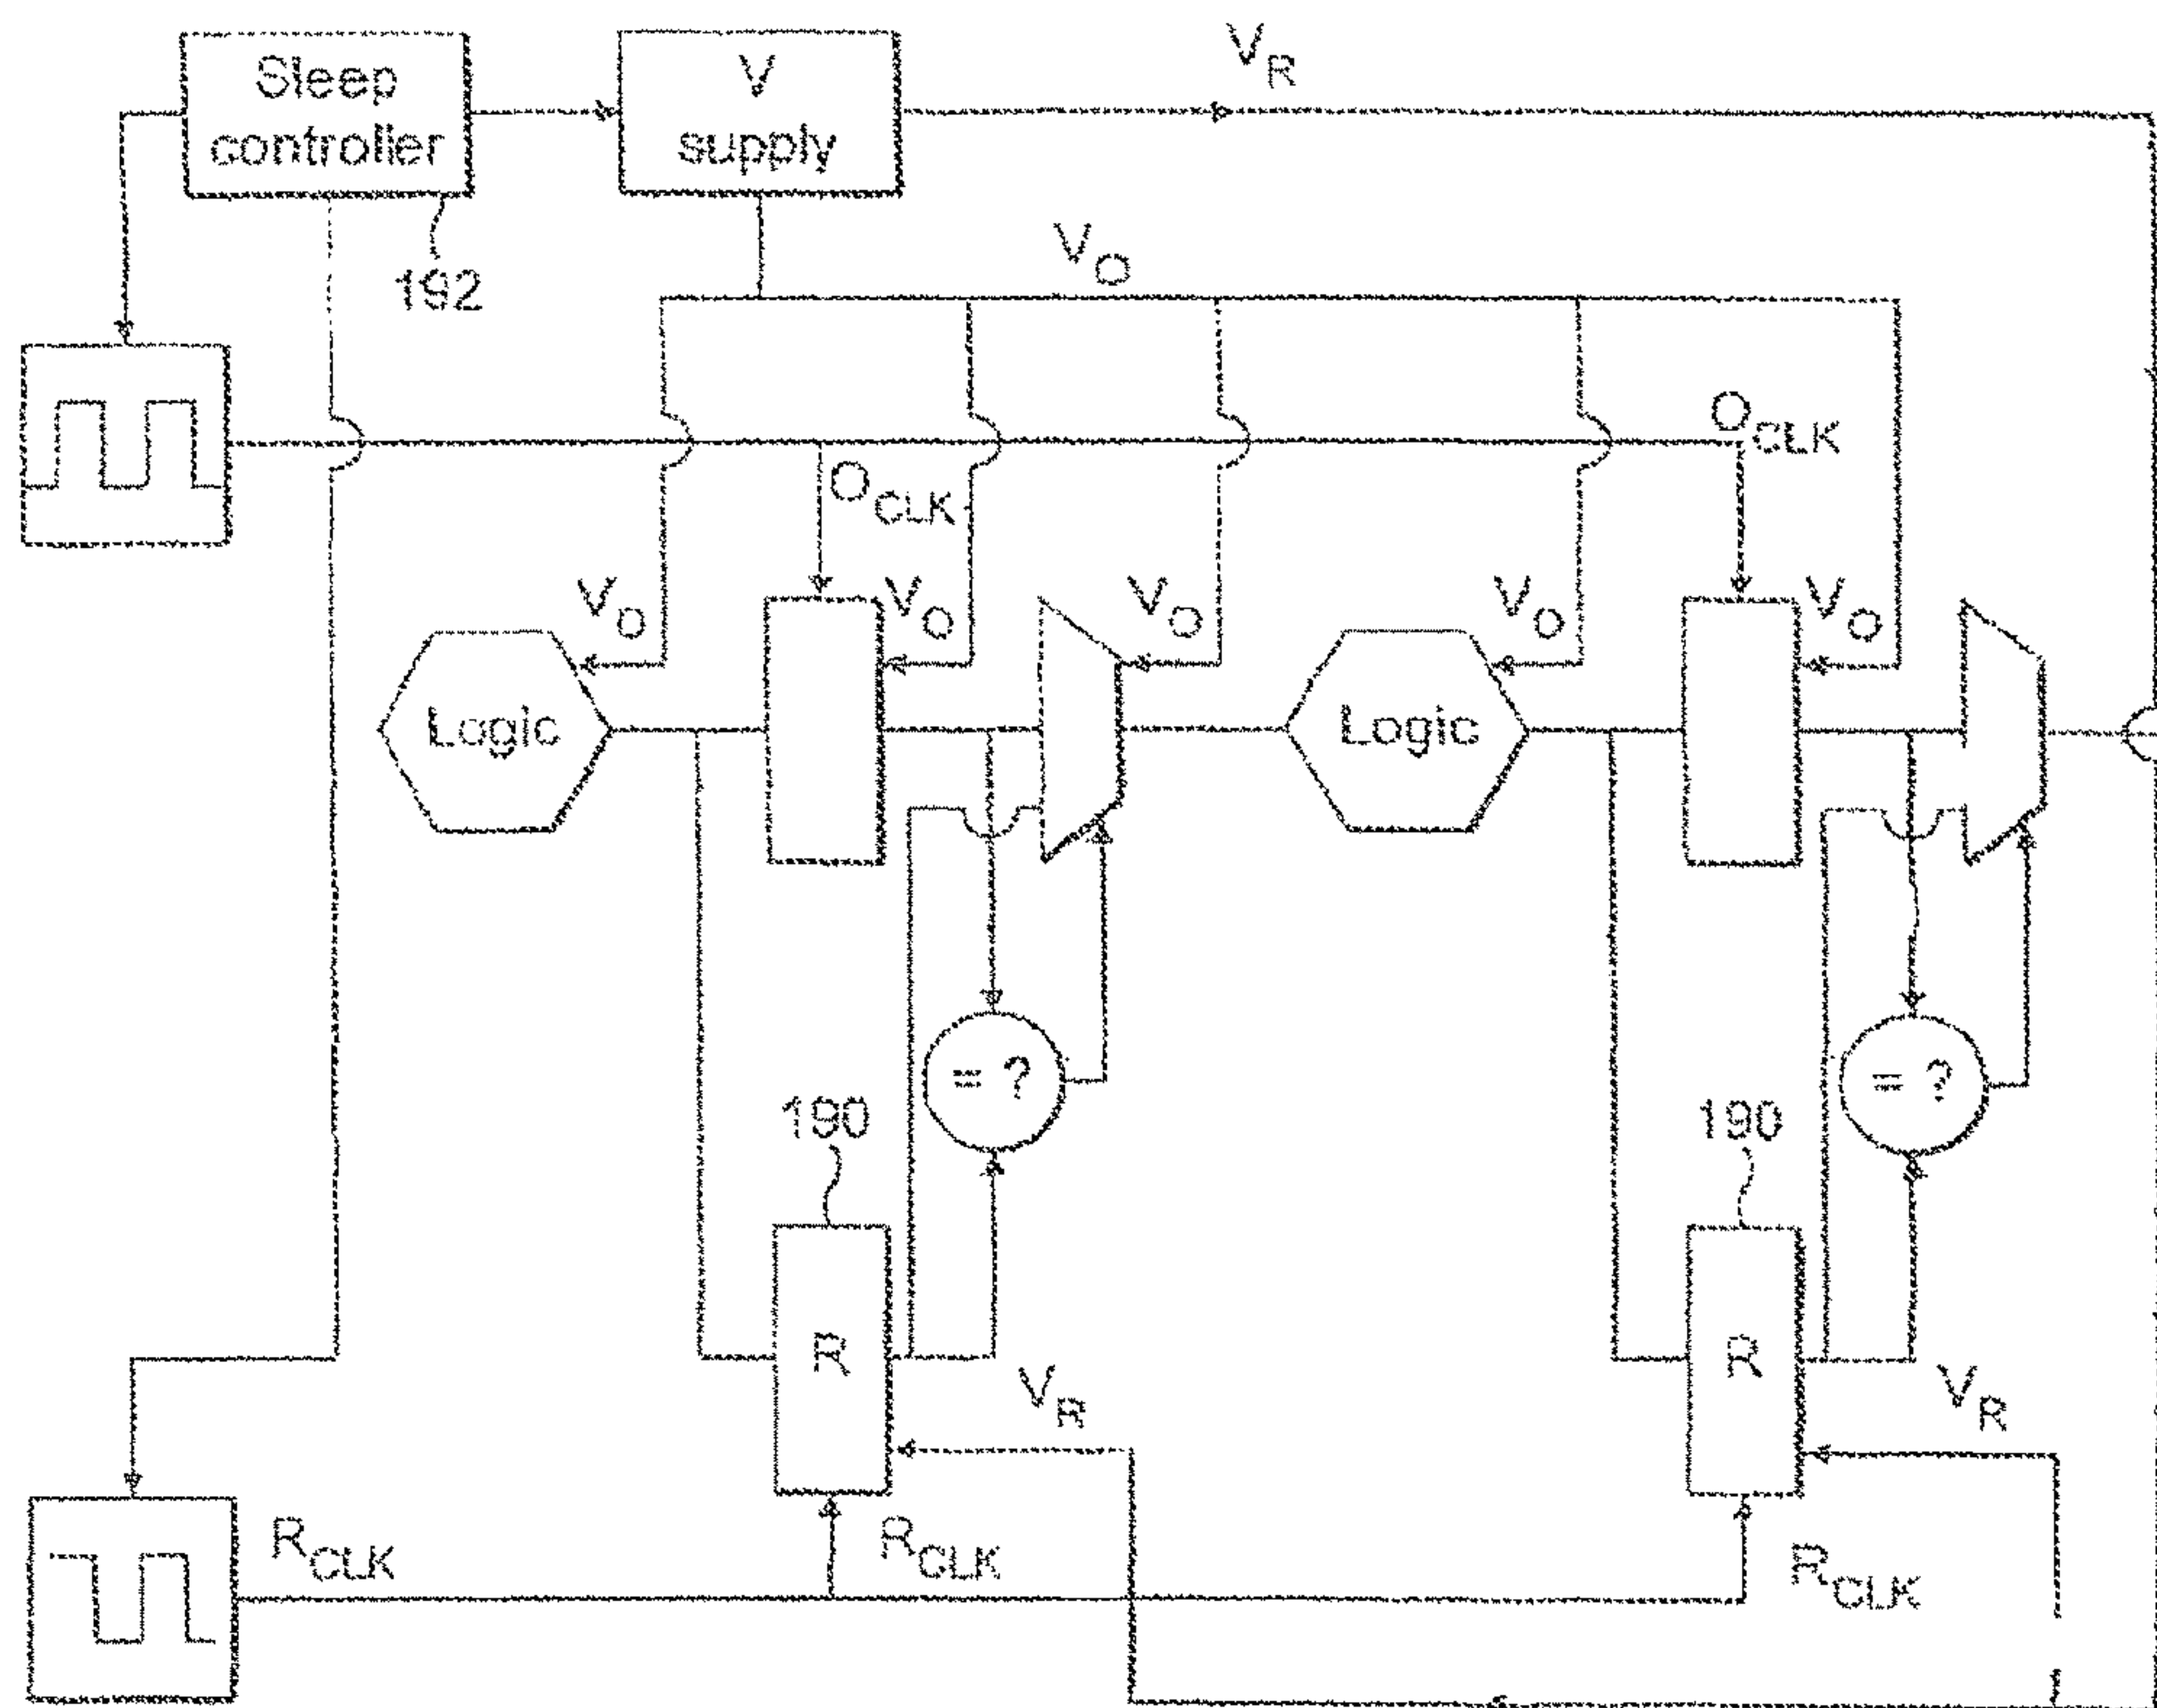 Sleep
controller
V
supply
V_R
192
V_O
O_CLK
O_CLK
V_O
V_O
V_O
V_O
V_O
Logic
Logic
= ?
= ?
190
190
R
R
V_R
V_R
R_CLK
R_CLK
R_CLK